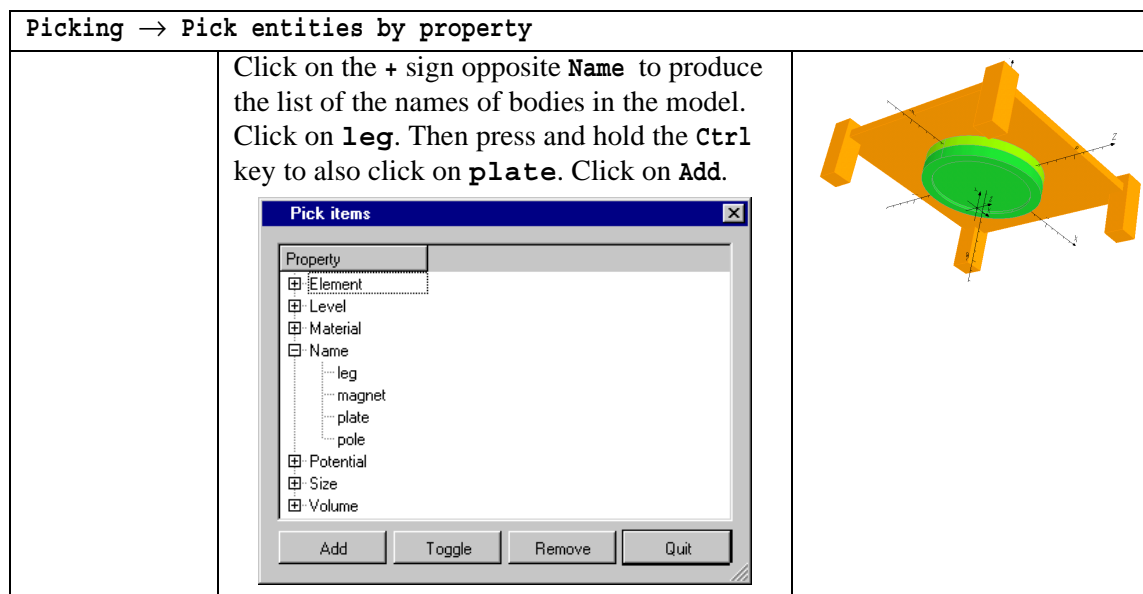 Picking → Pick entities by property
Click on the + sign opposite Name to produce
the list of the names of bodies in the model.
Click on leg. Then press and hold the Ctrl
key to also click on plate. Click on Add.
Pick items
Property
Element
Level
Material
Name
leg
magnet
plate
pole
Potential
Size
Volume
Add Toggle Remove Quit
Z
X